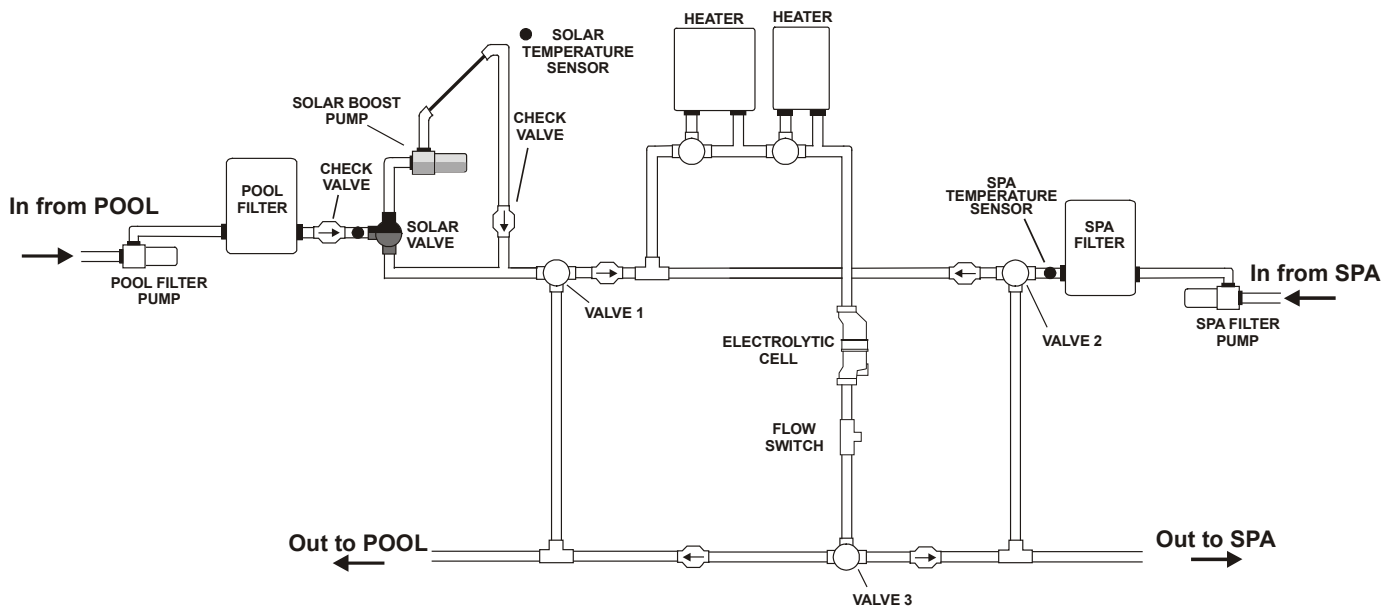 HEATER
HEATER
SOLAR
TEMPERATURE
SENSOR
SOLAR BOOST
PUMP
CHECK
VALVE
CHECK
VALVE
POOL
FILTER
SPA
TEMPERATURE
SENSOR
SPA
FILTER
In from POOL
SOLAR
VALVE
In from SPA
POOL FILTER
PUMP
VALVE 1
VALVE 2
SPA FILTER
PUMP
ELECTROLYTIC
CELL
FLOW
SWITCH
Out to POOL
Out to SPA
VALVE 3